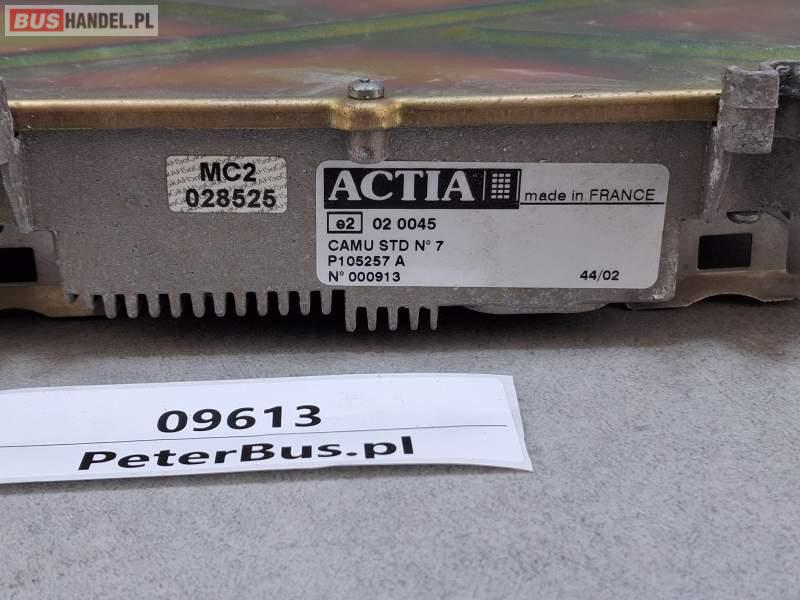 BUSHANDEL.PL
MC2
028525
ACTIA made in FRANCE
e2 02 0045
CAMU STD N° 7
P105257 A
N° 000913 44/02
09613
PeterBus.pl